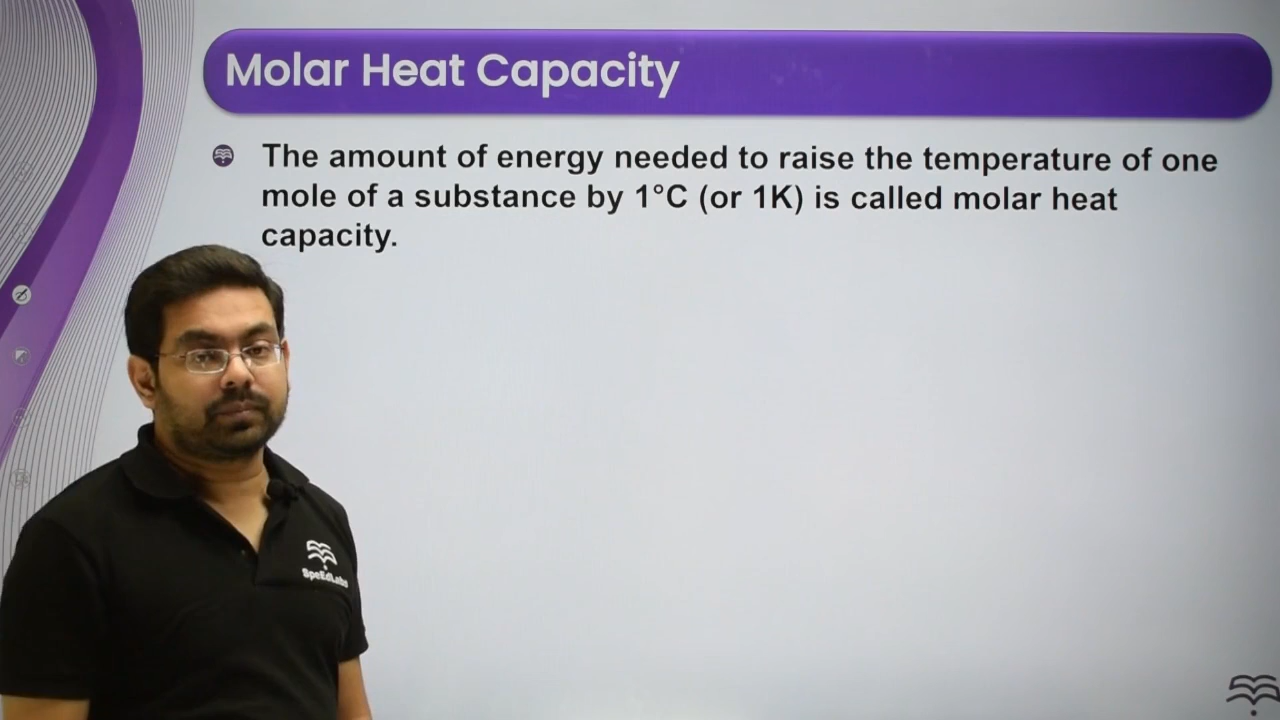 Molar Heat Capacity
The amount of energy needed to raise the temperature of one
mole of a substance by 1°C (or 1K) is called molar heat
capacity.
SpeEdLabs